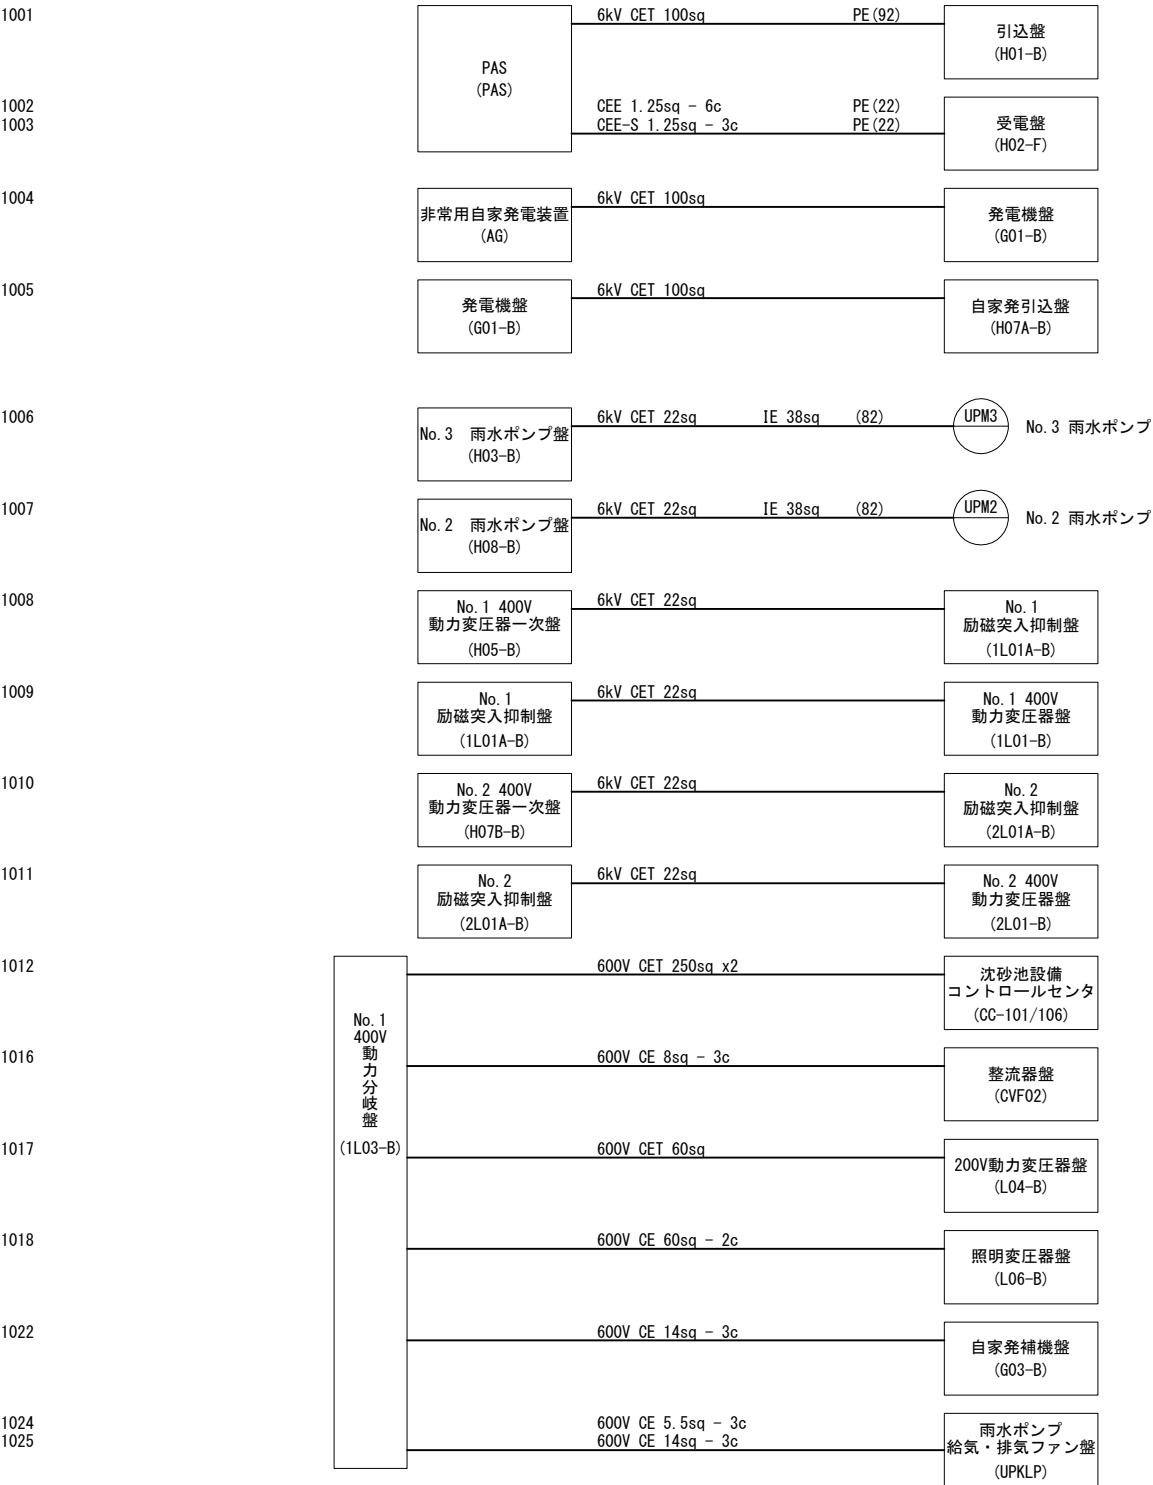 1001 6kV CET 100sq PE(92)
引込盤
(H01-B)
PAS
(PAS)
1002 CEE 1.25sq - 6c PE(22)
1003 CEE-S 1.25sq - 3c PE(22)
受電盤
(H02-F)
1004 6kV CET 100sq
非常用自家発電装置 発電機盤
(AG) (G01-B)
1005 6kV CET 100sq
発電機盤 自家発引込盤
(G01-B) (H07A-B)
1006 6kV CET 22sq IE 38sq (82) UPM3
No.3 雨水ポンプ盤 No.3 雨水ポンプ
(H03-B)
1007 6kV CET 22sq IE 38sq (82) UPM2
No.2 雨水ポンプ盤 No.2 雨水ポンプ
(H08-B)
1008 6kV CET 22sq
No.1 400V No.1
動力変圧器一次盤 励磁突入抑制盤
(H05-B) (1L01A-B)
1009 6kV CET 22sq
No.1 No.1 400V
励磁突入抑制盤 動力変圧器盤
(1L01A-B) (1L01-B)
1010 6kV CET 22sq
No.2 400V No.2
動力変圧器一次盤 励磁突入抑制盤
(H07B-B) (2L01A-B)
1011 6kV CET 22sq
No.2 No.2 400V
励磁突入抑制盤 動力変圧器盤
(2L01A-B) (2L01-B)
1012 600V CET 250sq x2
沈砂池設備
コントロールセンタ
(CC-101/106)
No.1
400V
動力分岐盤
(1L03-B)
1016 600V CE 8sq - 3c
整流器盤
(CVF02)
1017 600V CET 60sq
200V動力変圧器盤
(L04-B)
1018 600V CE 60sq - 2c
照明変圧器盤
(L06-B)
1022 600V CE 14sq - 3c
自家発補機盤
(G03-B)
1024 600V CE 5.5sq - 3c
1025 600V CE 14sq - 3c
雨水ポンプ
給気・排気ファン盤
(UPKLP)